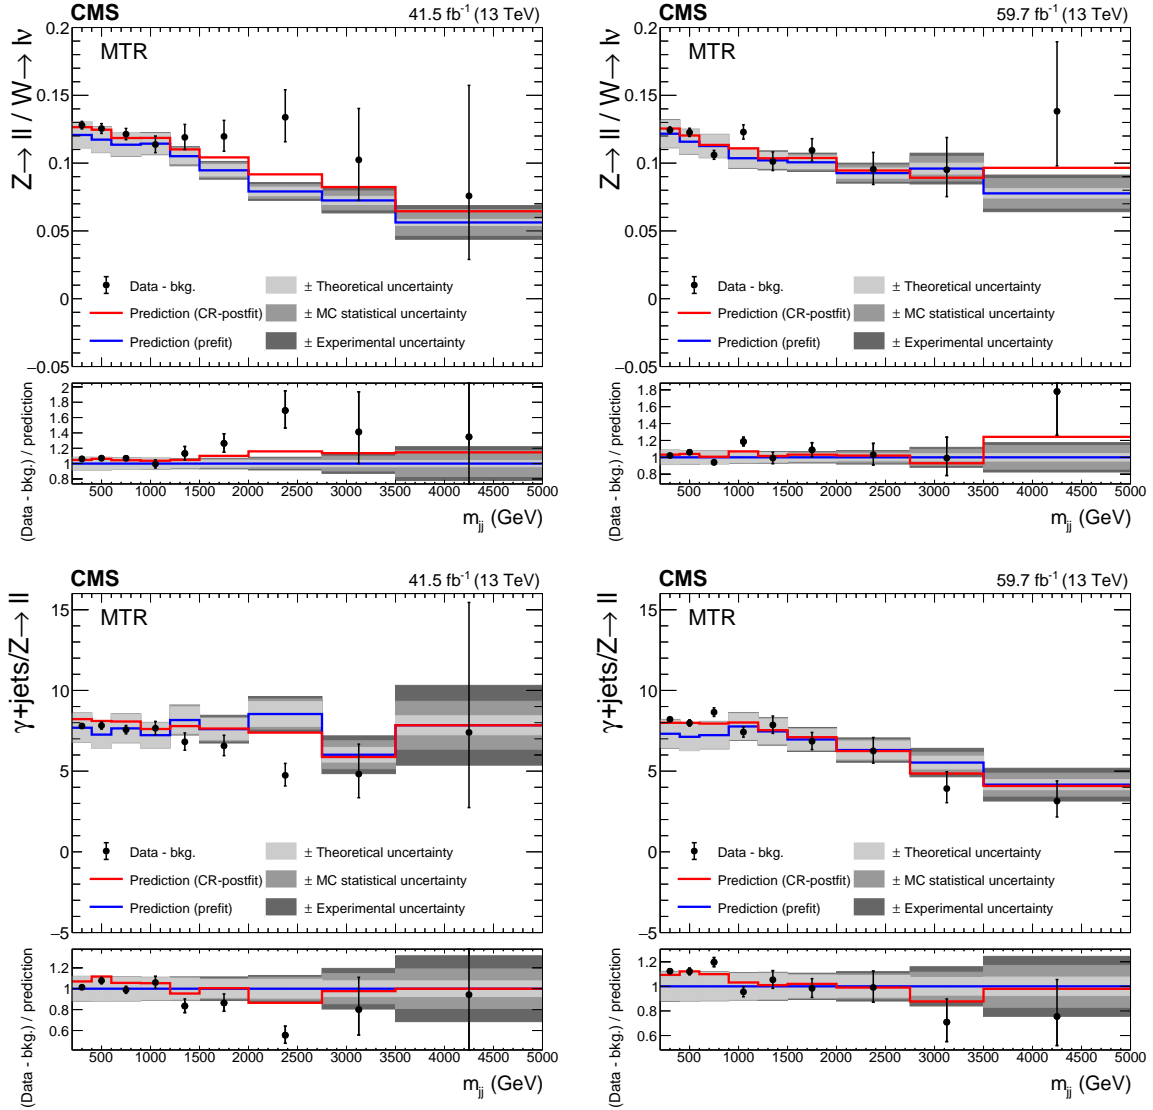 CMS 41.5 fb⁻¹ (13 TeV)
MTR
Z→ ll / W→ lν
0.2
0.15
0.1
0.05
0
−0.05
Data - bkg.
Prediction (CR-postfit)
Prediction (prefit)
± Theoretical uncertainty
± MC statistical uncertainty
± Experimental uncertainty
(Data - bkg.) / prediction
2
1.8
1.6
1.4
1.2
1
0.8
500 1000 1500 2000 2500 3000 3500 4000 4500 5000
m_jj (GeV)
CMS 59.7 fb⁻¹ (13 TeV)
MTR
Z→ ll / W→ lν
0.2
0.15
0.1
0.05
0
−0.05
Data - bkg.
Prediction (CR-postfit)
Prediction (prefit)
± Theoretical uncertainty
± MC statistical uncertainty
± Experimental uncertainty
(Data - bkg.) / prediction
1.8
1.6
1.4
1.2
1
0.8
500 1000 1500 2000 2500 3000 3500 4000 4500 5000
m_jj (GeV)
CMS 41.5 fb⁻¹ (13 TeV)
MTR
γ+jets/Z→ ll
15
10
5
0
−5
Data - bkg.
Prediction (CR-postfit)
Prediction (prefit)
± Theoretical uncertainty
± MC statistical uncertainty
± Experimental uncertainty
(Data - bkg.) / prediction
1.2
1
0.8
0.6
500 1000 1500 2000 2500 3000 3500 4000 4500 5000
m_jj (GeV)
CMS 59.7 fb⁻¹ (13 TeV)
MTR
γ+jets/Z→ ll
15
10
5
0
−5
Data - bkg.
Prediction (CR-postfit)
Prediction (prefit)
± Theoretical uncertainty
± MC statistical uncertainty
± Experimental uncertainty
(Data - bkg.) / prediction
1.2
1
0.8
0.6
500 1000 1500 2000 2500 3000 3500 4000 4500 5000
m_jj (GeV)